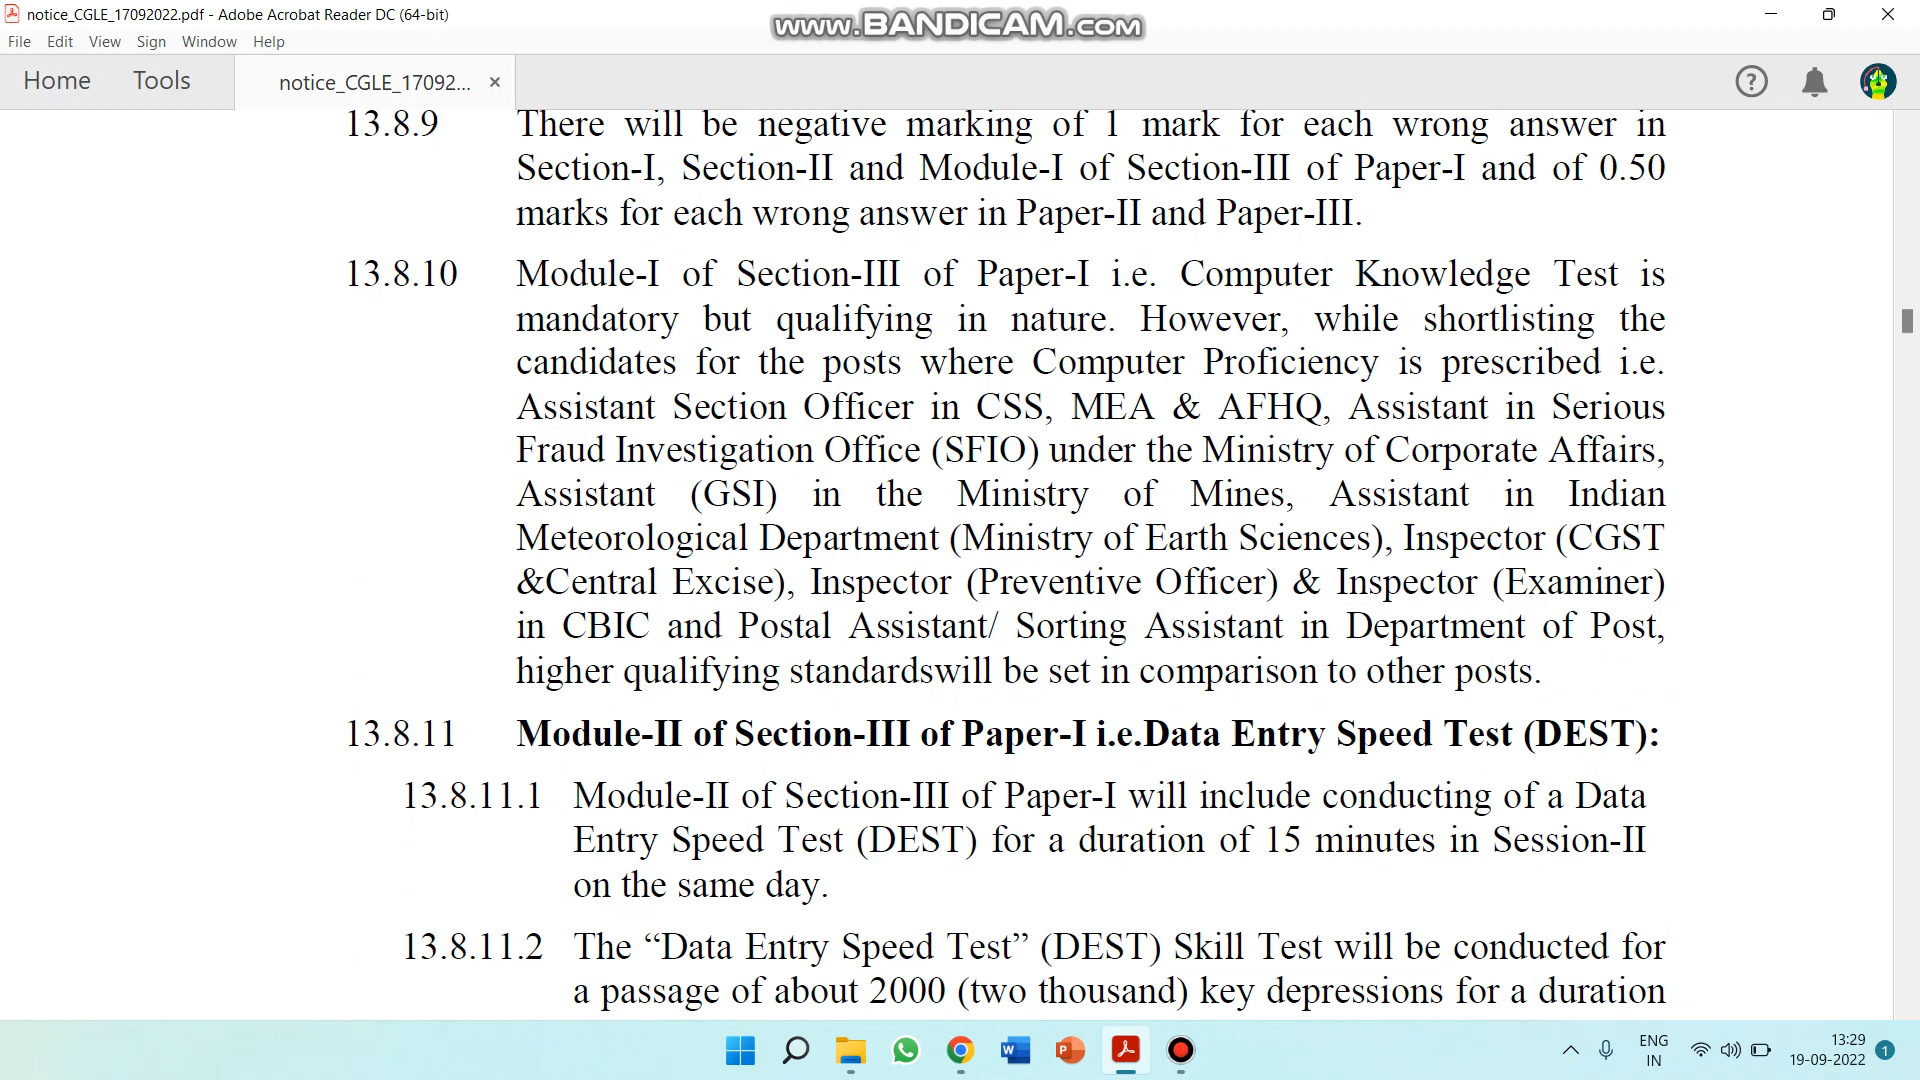 notice_CGLE_17092022.pdf - Adobe Acrobat Reader DC (64-bit)
www.BANDICAM.com
File Edit View Sign Window Help
Home Tools notice_CGLE_17092... ×
13.8.9 There will be negative marking of 1 mark for each wrong answer in
Section-I, Section-II and Module-I of Section-III of Paper-I and of 0.50
marks for each wrong answer in Paper-II and Paper-III.
13.8.10 Module-I of Section-III of Paper-I i.e. Computer Knowledge Test is
mandatory but qualifying in nature. However, while shortlisting the
candidates for the posts where Computer Proficiency is prescribed i.e.
Assistant Section Officer in CSS, MEA & AFHQ, Assistant in Serious
Fraud Investigation Office (SFIO) under the Ministry of Corporate Affairs,
Assistant (GSI) in the Ministry of Mines, Assistant in Indian
Meteorological Department (Ministry of Earth Sciences), Inspector (CGST
&Central Excise), Inspector (Preventive Officer) & Inspector (Examiner)
in CBIC and Postal Assistant/ Sorting Assistant in Department of Post,
higher qualifying standardswill be set in comparison to other posts.
13.8.11 Module-II of Section-III of Paper-I i.e.Data Entry Speed Test (DEST):
13.8.11.1 Module-II of Section-III of Paper-I will include conducting of a Data
Entry Speed Test (DEST) for a duration of 15 minutes in Session-II
on the same day.
13.8.11.2 The “Data Entry Speed Test” (DEST) Skill Test will be conducted for
a passage of about 2000 (two thousand) key depressions for a duration
ENG
IN
13:29
19-09-2022
1